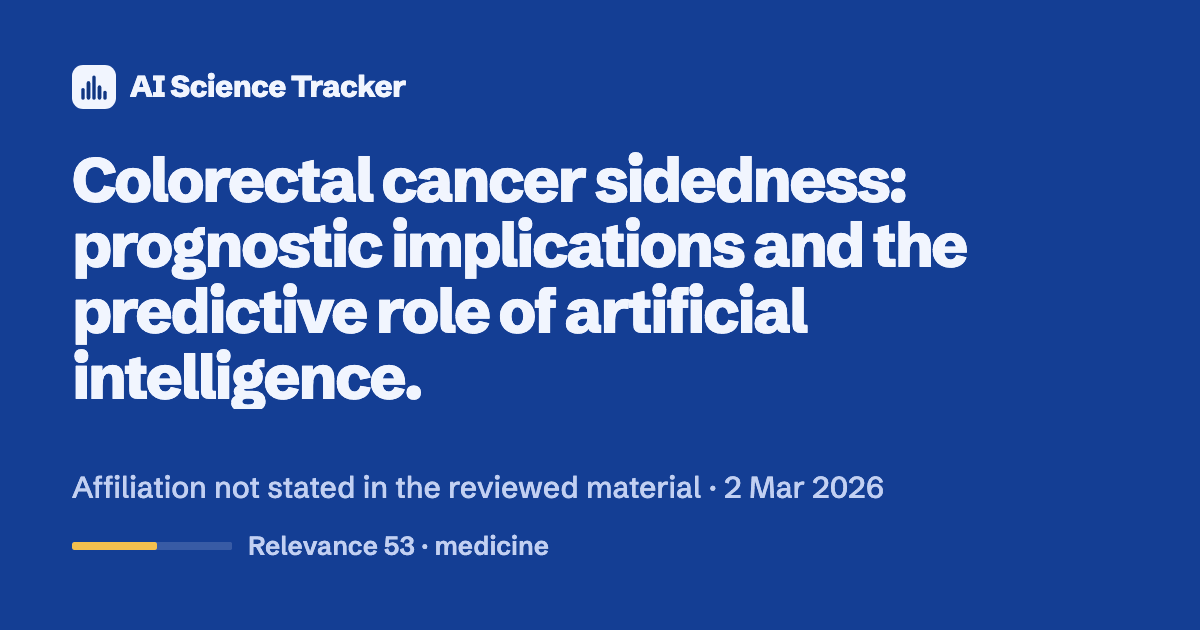 AI Science Tracker
Colorectal cancer sidedness:
prognostic implications and the
predictive role of artificial
intelligence.
Affiliation not stated in the reviewed material · 2 Mar 2026
Relevance 53 · medicine